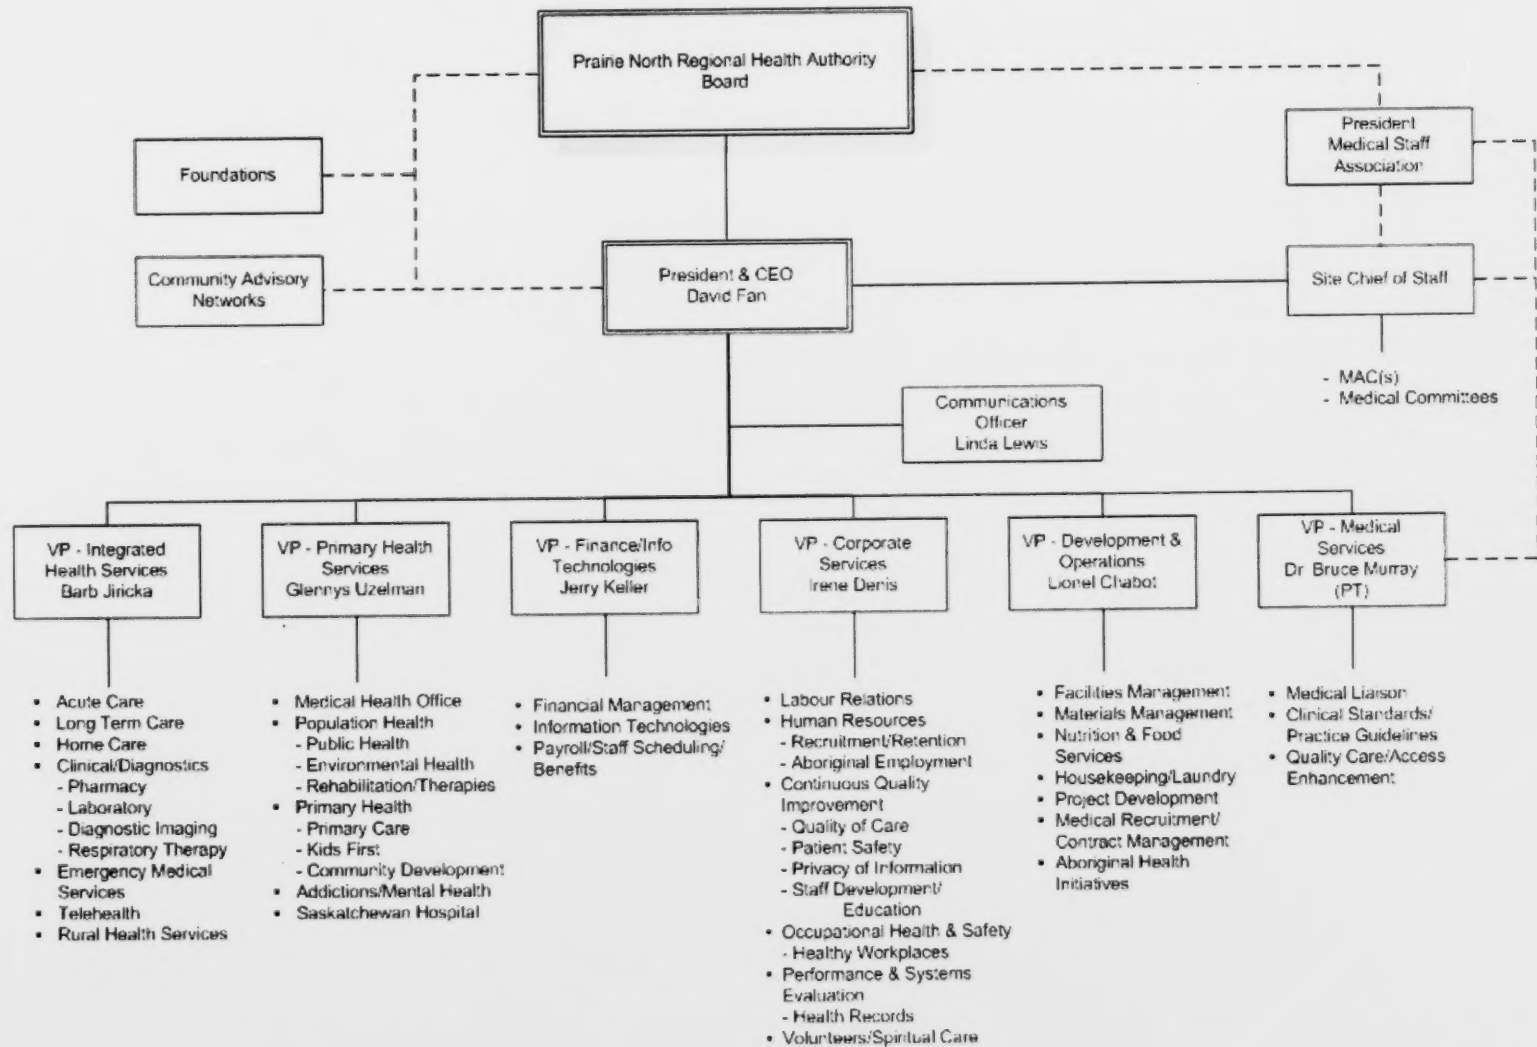 Prairie North Regional Health Authority
Board
President
Medical Staff
Association
Foundations
Community Advisory
Networks
President & CEO
David Fan
Site Chief of Staff
- MAC(s)
- Medical Committees
Communications
Officer
Linda Lewis
VP - Integrated
Health Services
Barb Jiricka
VP - Primary Health
Services
Glennys Uzelman
VP - Finance/Info
Technologies
Jerry Keller
VP - Corporate
Services
Irene Denis
VP - Development &
Operations
Lionel Chabot
VP - Medical
Services
Dr. Bruce Murray
(PT)
▪ Acute Care
▪ Long Term Care
▪ Home Care
▪ Clinical/Diagnostics
- Pharmacy
- Laboratory
- Diagnostic Imaging
- Respiratory Therapy
▪ Emergency Medical
Services
▪ Telehealth
▪ Rural Health Services
▪ Medical Health Office
▪ Population Health
- Public Health
- Environmental Health
- Rehabilitation/Therapies
▪ Primary Health
- Primary Care
- Kids First
- Community Development
▪ Addictions/Mental Health
▪ Saskatchewan Hospital
▪ Financial Management
▪ Information Technologies
▪ Payroll/Staff Scheduling/
Benefits
▪ Labour Relations
▪ Human Resources
- Recruitment/Retention
- Aboriginal Employment
▪ Continuous Quality
Improvement
- Quality of Care
- Patient Safety
- Privacy of Information
- Staff Development/
Education
▪ Occupational Health & Safety
- Healthy Workplaces
▪ Performance & Systems
Evaluation
- Health Records
▪ Volunteers/Spiritual Care
▪ Facilities Management
▪ Materials Management
▪ Nutrition & Food
Services
▪ Housekeeping/Laundry
▪ Project Development
▪ Medical Recruitment/
Contract Management
▪ Aboriginal Health
Initiatives
▪ Medical Liaison
▪ Clinical Standards/
Practice Guidelines
▪ Quality Care/Access
Enhancement